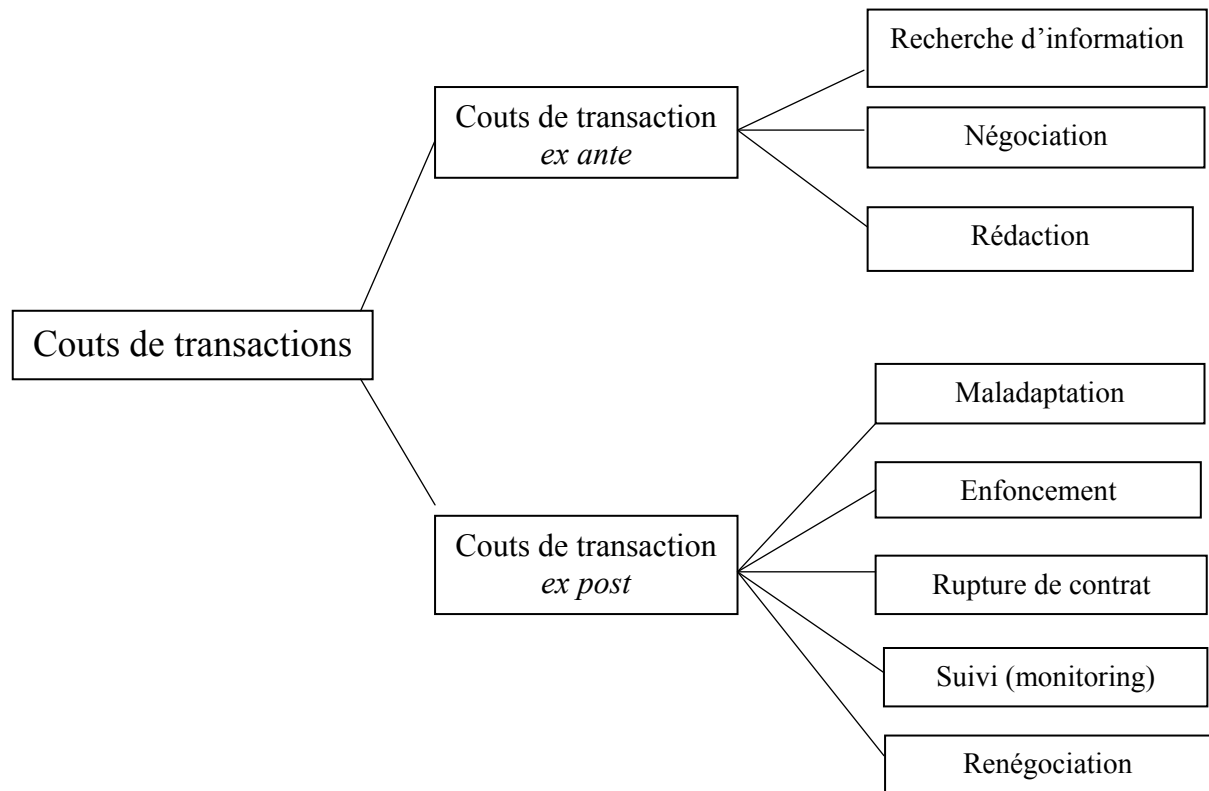 Couts de transactions
Couts de transaction
ex ante
Recherche d’information
Négociation
Rédaction
Couts de transaction
ex post
Maladaptation
Enfoncement
Rupture de contrat
Suivi (monitoring)
Renégociation